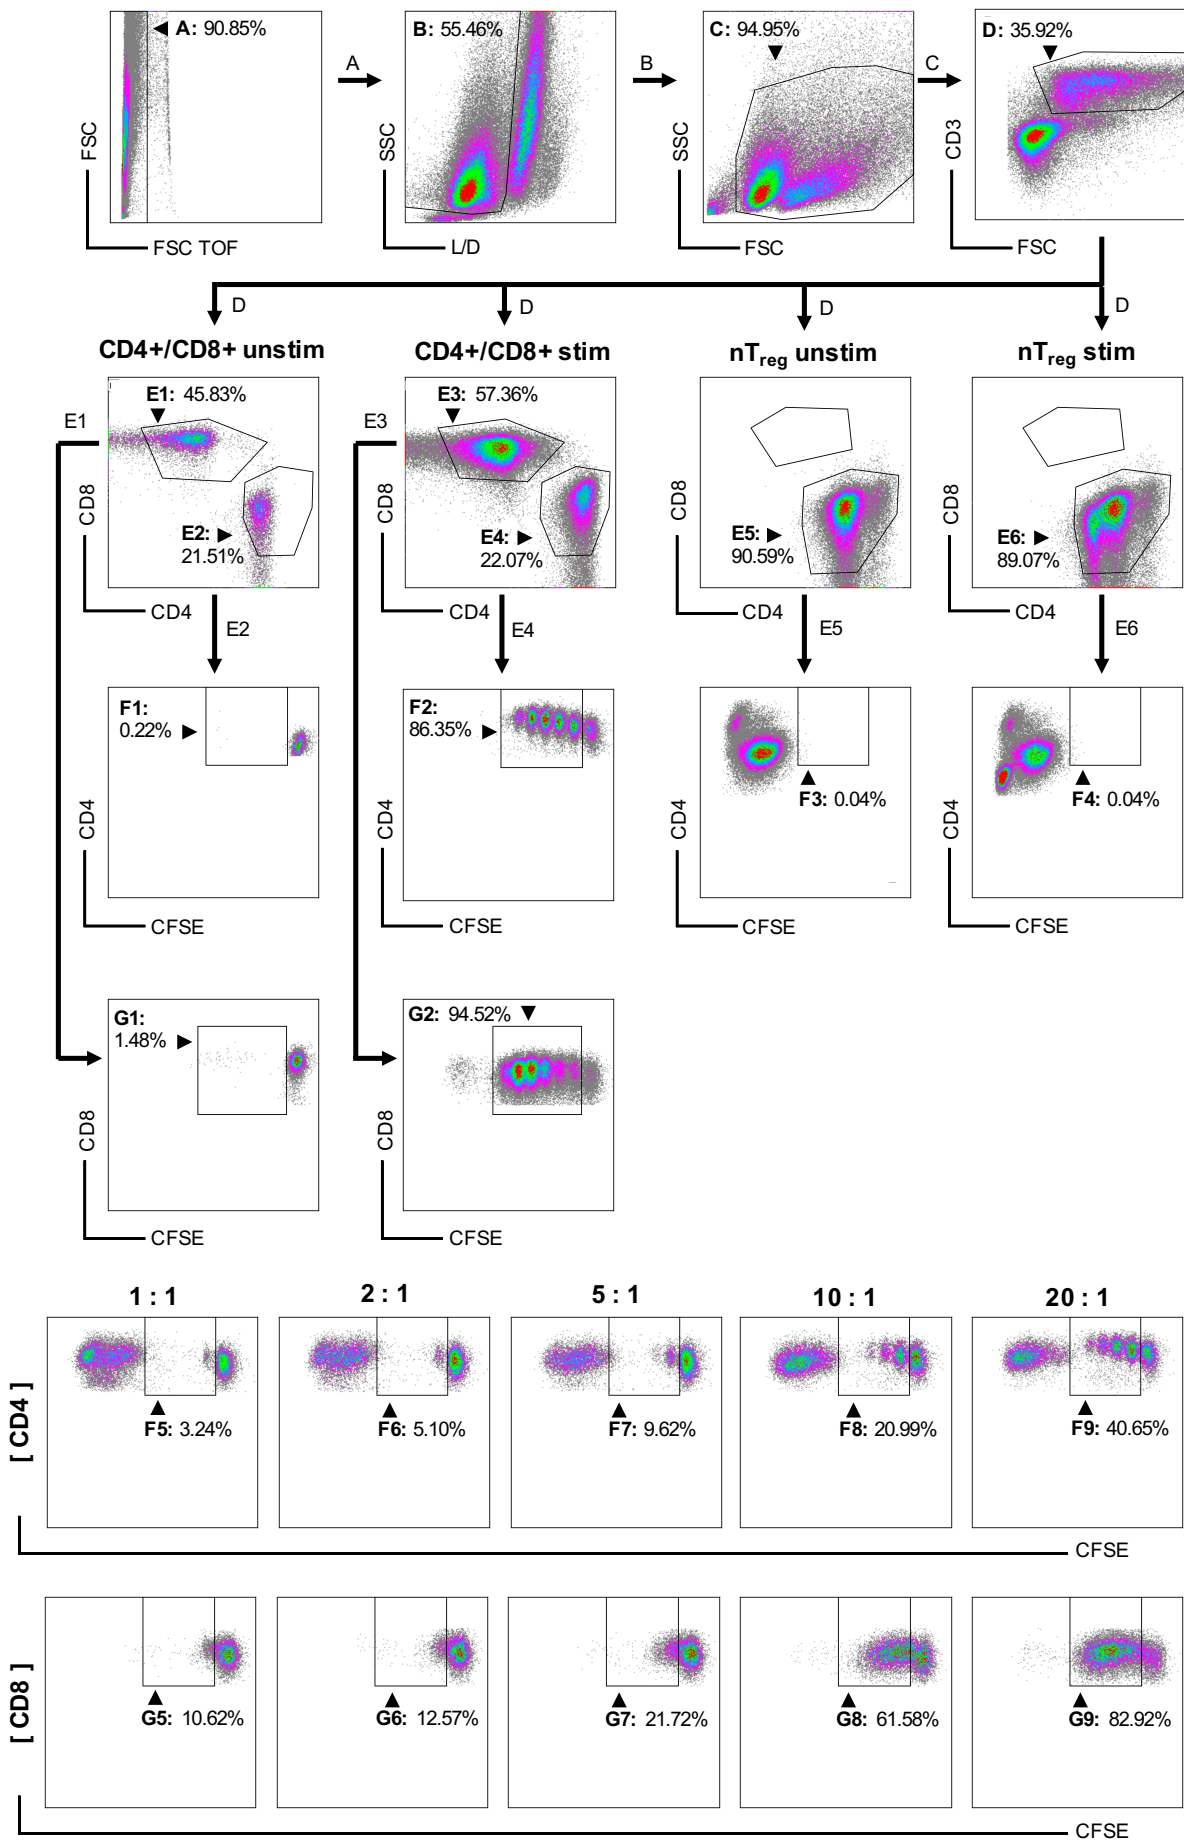 A: 90.85%
B: 55.46%
C: 94.95%
D: 35.92%
A
B
C
FSC
SSC
SSC
CD3
FSC TOF
L/D
FSC
FSC
D
D
D
D
CD4+/CD8+ unstim
CD4+/CD8+ stim
nTreg unstim
nTreg stim
E1
E1: 45.83%
E3
E3: 57.36%
CD8
CD8
CD8
CD8
E2:
21.51%
E4:
22.07%
E5:
90.59%
E6:
89.07%
CD4
CD4
CD4
CD4
E2
E4
E5
E6
F1:
0.22%
F2:
86.35%
F3: 0.04%
F4: 0.04%
CD4
CD4
CD4
CD4
CFSE
CFSE
CFSE
CFSE
G1:
1.48%
G2: 94.52%
CD8
CD8
CFSE
CFSE
1 : 1
2 : 1
5 : 1
10 : 1
20 : 1
[ CD4 ]
F5: 3.24%
F6: 5.10%
F7: 9.62%
F8: 20.99%
F9: 40.65%
CFSE
[ CD8 ]
G5: 10.62%
G6: 12.57%
G7: 21.72%
G8: 61.58%
G9: 82.92%
CFSE